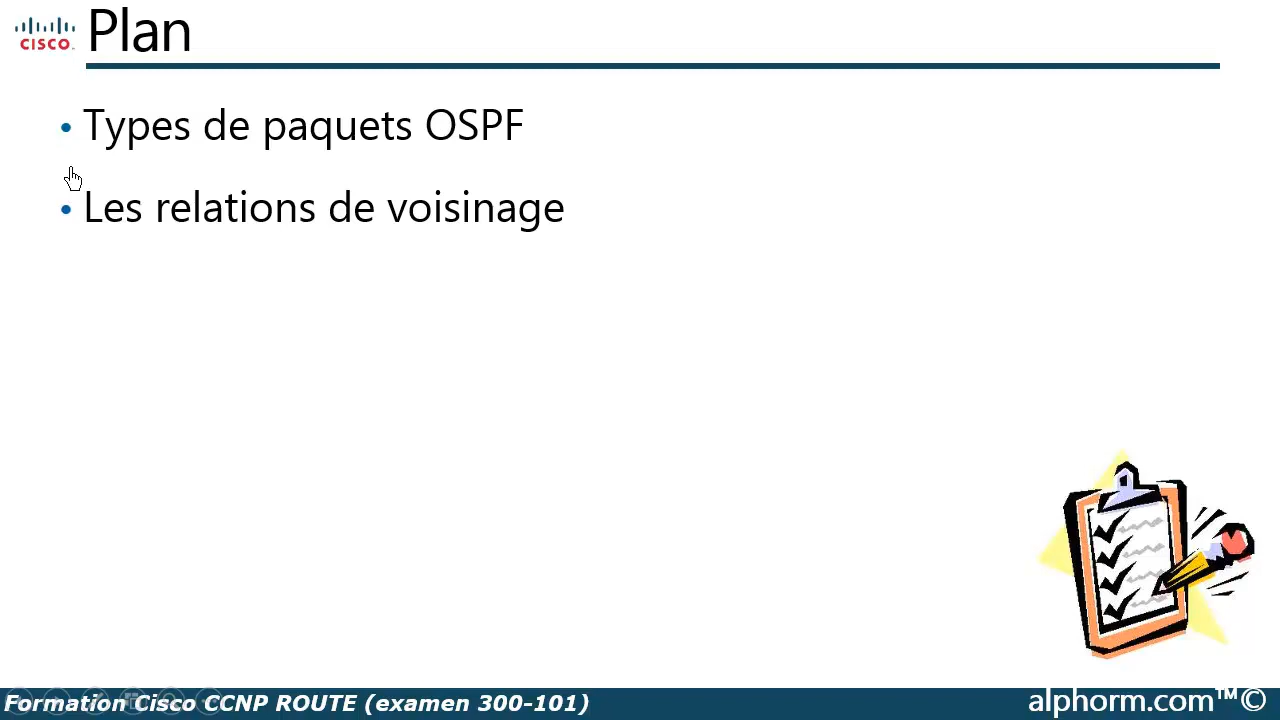 CISCO
Plan
• Types de paquets OSPF
• Les relations de voisinage
Formation Cisco CCNP ROUTE (examen 300-101)
alphorm.com™©